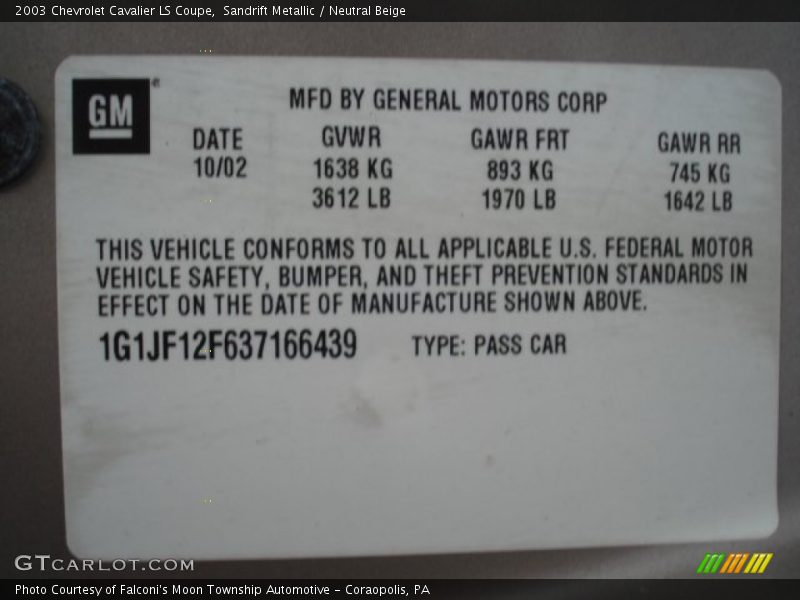 2003 Chevrolet Cavalier LS Coupe, Sandrift Metallic / Neutral Beige
GM®
MFD BY GENERAL MOTORS CORP
DATE GVWR GAWR FRT GAWR RR
10/02 1638 KG 893 KG 745 KG
3612 LB 1970 LB 1642 LB
THIS VEHICLE CONFORMS TO ALL APPLICABLE U.S. FEDERAL MOTOR
VEHICLE SAFETY, BUMPER, AND THEFT PREVENTION STANDARDS IN
EFFECT ON THE DATE OF MANUFACTURE SHOWN ABOVE.
1G1JF12F637166439 TYPE: PASS CAR
GTCARLOT.COM
Photo Courtesy of Falconi's Moon Township Automotive - Coraopolis, PA